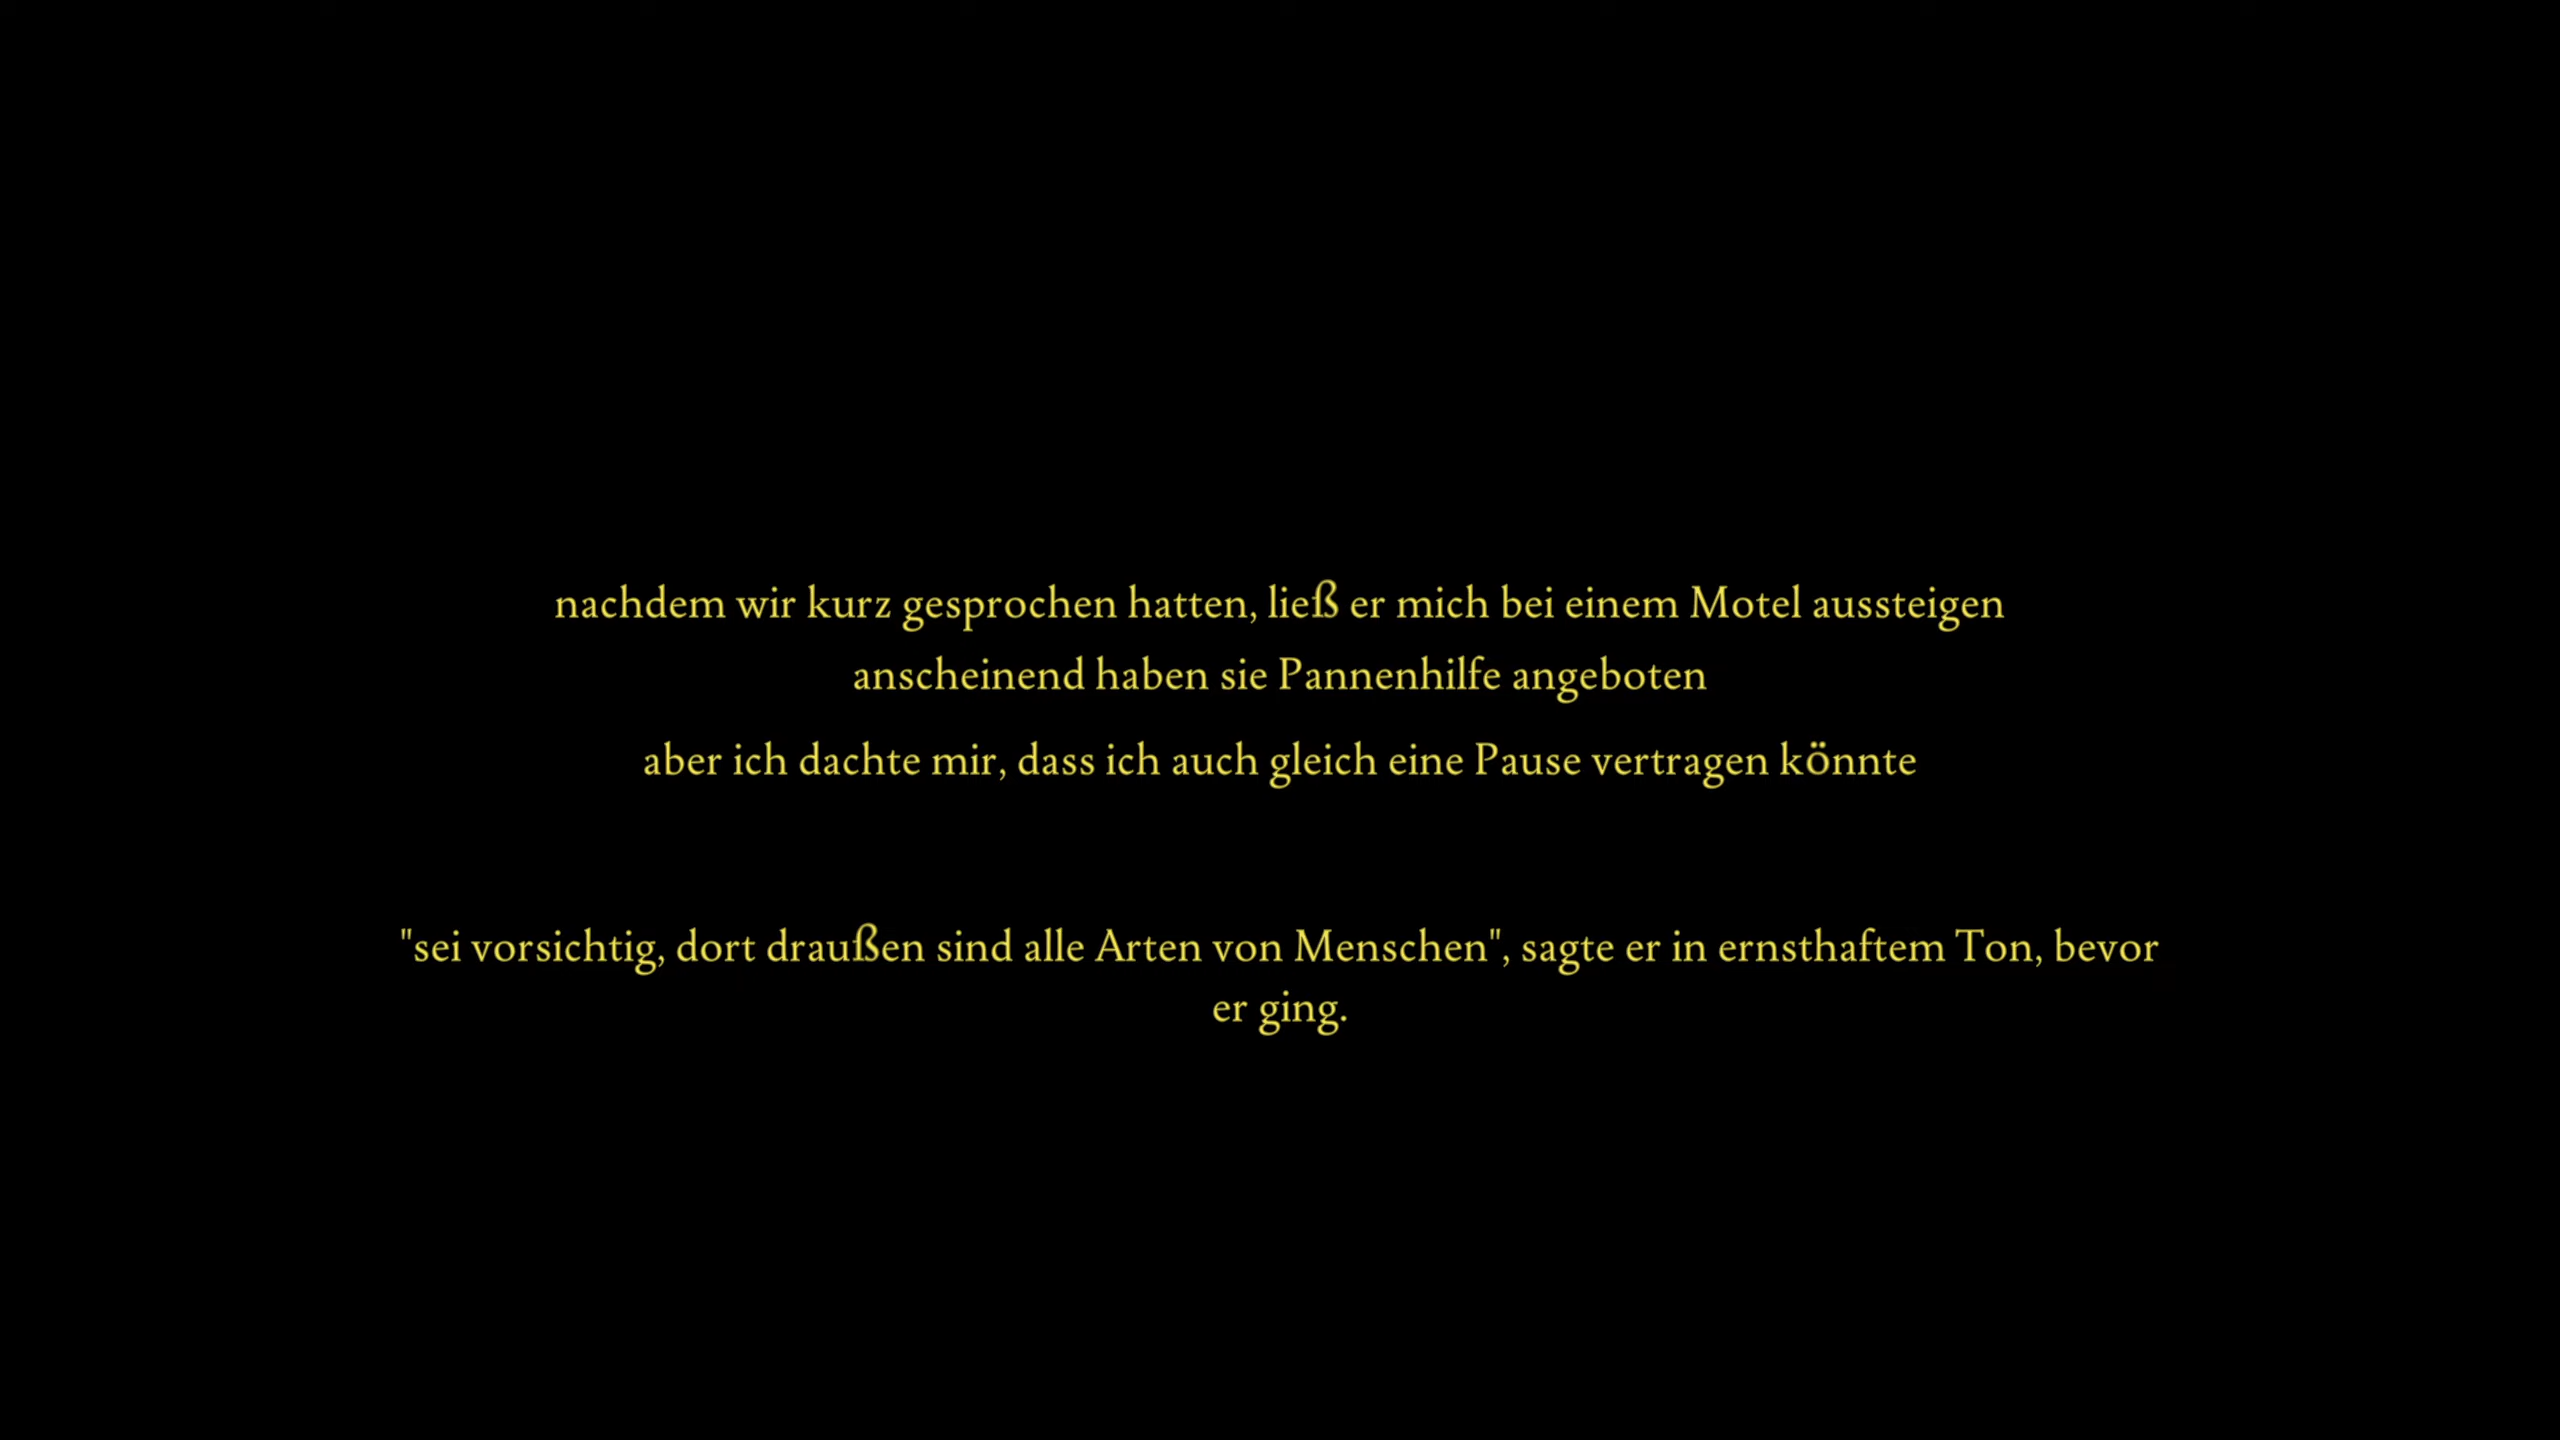 nachdem wir kurz gesprochen hatten, ließ er mich bei einem Motel aussteigen
anscheinend haben sie Pannenhilfe angeboten
aber ich dachte mir, dass ich auch gleich eine Pause vertragen könnte
"sei vorsichtig, dort draußen sind alle Arten von Menschen", sagte er in ernsthaftem Ton, bevor
er ging.